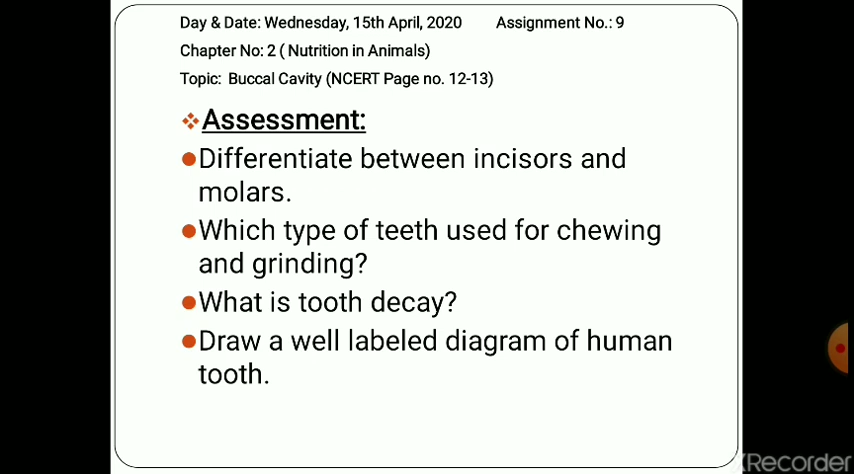 Day & Date: Wednesday, 15th April, 2020 Assignment No.: 9
Chapter No: 2 ( Nutrition in Animals)
Topic: Buccal Cavity (NCERT Page no. 12-13)
❖Assessment:
●Differentiate between incisors and
molars.
●Which type of teeth used for chewing
and grinding?
●What is tooth decay?
●Draw a well labeled diagram of human
tooth.
XRecorder